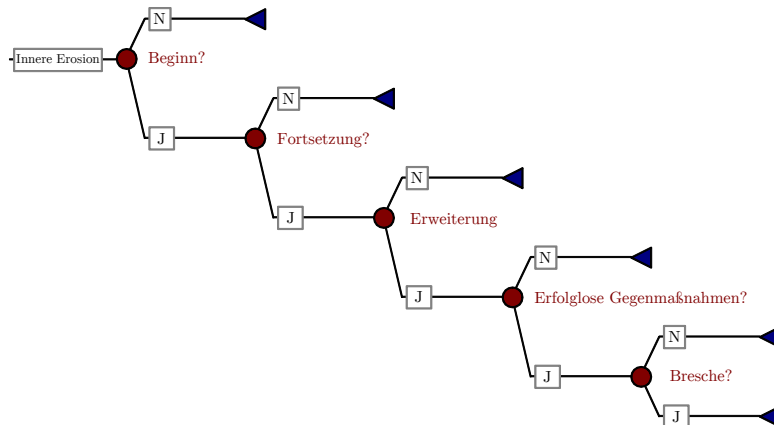 N
Innere Erosion
Beginn?
N
J
Fortsetzung?
N
J
Erweiterung
N
J
Erfolglose Gegenmaßnahmen?
N
J
Bresche?
J